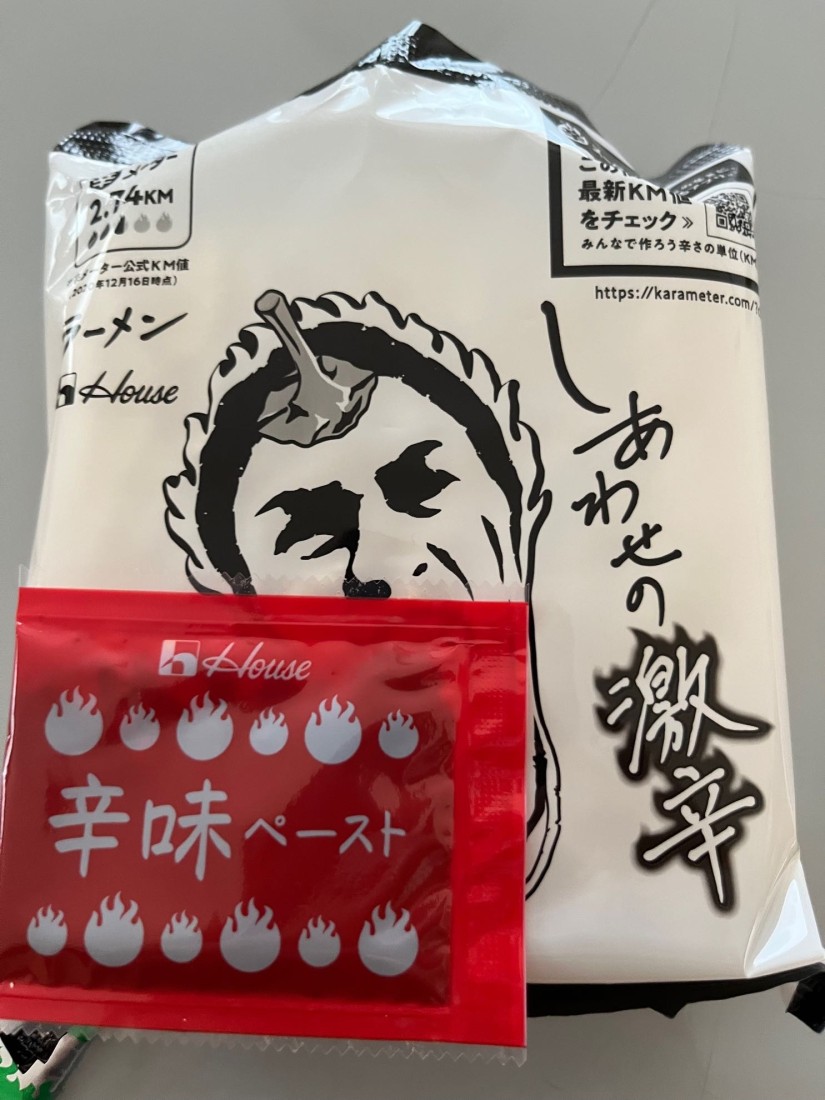 2.74KM
ーター公式KM値
年12月16日時点)
ラーメン
House
最新KM値
をチェック》
みんなで作ろう辛さの単位(KM
https://karameter.com/
しあわせの激辛
House
辛味ペースト